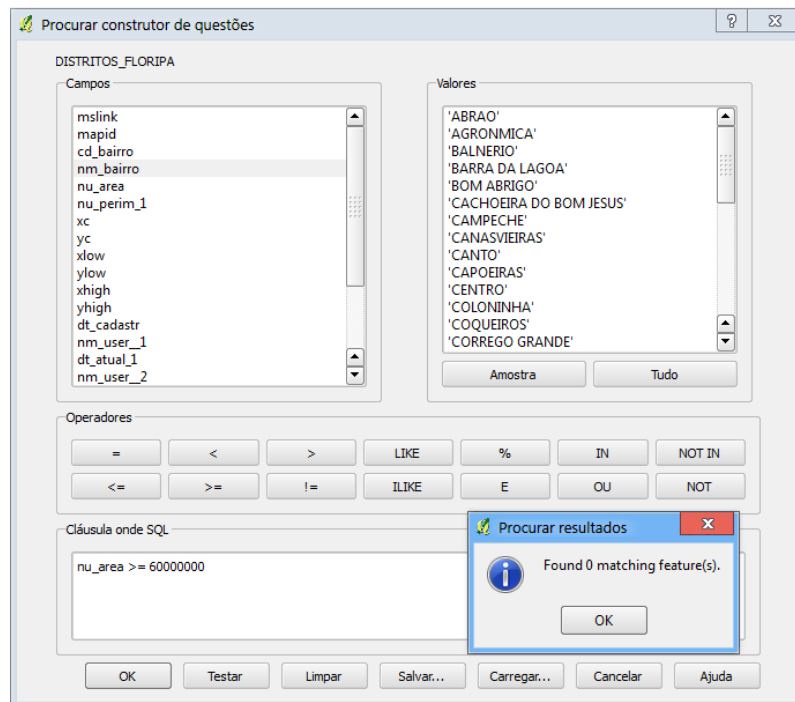 Procurar construtor de questões
DISTRITOS_FLORIPA
Campos
mslink
mapid
cd_bairro
nm_bairro
nu_area
nu_perim_1
xc
yc
xlow
ylow
xhigh
yhigh
dt_cadastr
nm_user__1
dt_atual_1
nm_user__2
Valores
'ABRAO'
'AGRONMICA'
'BALNERIO'
'BARRA DA LAGOA'
'BOM ABRIGO'
'CACHOEIRA DO BOM JESUS'
'CAMPECHE'
'CANASVIEIRAS'
'CANTO'
'CAPOEIRAS'
'CENTRO'
'COLONINHA'
'COQUEIROS'
'CORREGO GRANDE'
Amostra Tudo
Operadores
= < > LIKE % IN NOT IN
<= >= != ILIKE E OU NOT
Cláusula onde SQL
nu_area >= 60000000
Procurar resultados
Found 0 matching feature(s).
OK
OK Testar Limpar Salvar... Carregar... Cancelar Ajuda